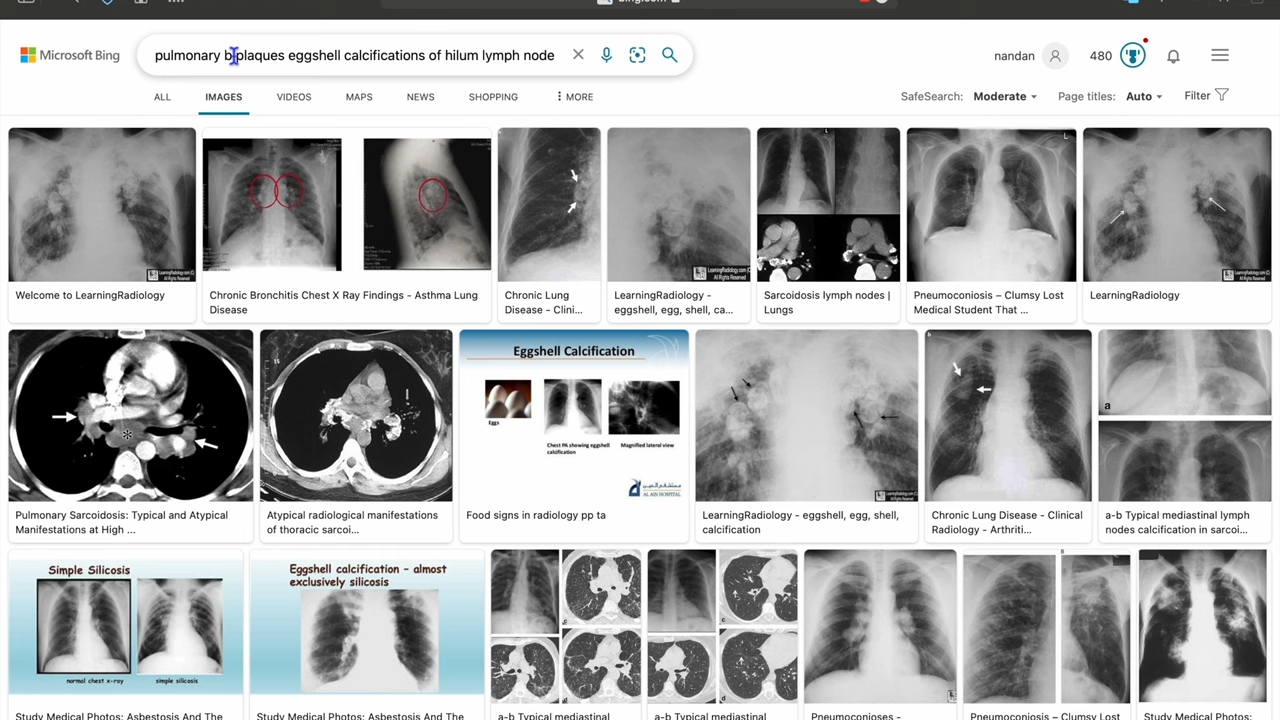 bing.com
Microsoft Bing
pulmonary b plaques eggshell calcifications of hilum lymph node
nandan
480
ALL
IMAGES
VIDEOS
MAPS
NEWS
SHOPPING
MORE
SafeSearch: Moderate
Page titles: Auto
Filter
Welcome to LearningRadiology
Chronic Bronchitis Chest X Ray Findings - Asthma Lung
Disease
Chronic Lung
Disease - Clini...
LearningRadiology -
eggshell, egg, shell, ca...
Sarcoidosis lymph nodes |
Lungs
Pneumoconiosis – Clumsy Lost
Medical Student That ...
LearningRadiology
Pulmonary Sarcoidosis: Typical and Atypical
Manifestations at High ...
Atypical radiological manifestations
of thoracic sarcoi...
Eggshell Calcification
Eggs
Chest PA showing eggshell
calcification
Magnified lateral view
AL AIN HOSPITAL
Food signs in radiology pp ta
LearningRadiology - eggshell, egg, shell,
calcification
Chronic Lung Disease - Clinical
Radiology - Arthriti...
a
a-b Typical mediastinal lymph
nodes calcification in sarcoi...
Simple Silicosis
normal chest x-ray
simple silicosis
Study Medical Photos: Asbestosis And The
Eggshell calcification – almost
exclusively silicosis
Study Medical Photos: Asbestosis And The
a-b Typical mediastinal
a-b Typical mediastinal
Pneumoconioses -
Pneumoconiosis – Clumsy Lost
Study Medical Photos: